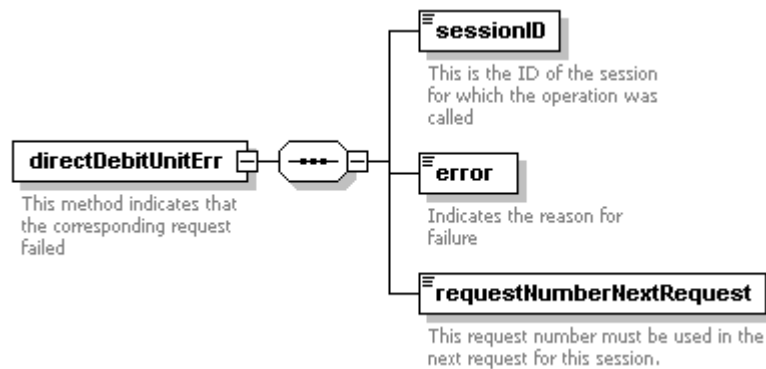 directDebitUnitErr
This method indicates that
the corresponding request
failed
sessionID
This is the ID of the session
for which the operation was
called
error
Indicates the reason for
failure
requestNumberNextRequest
This request number must be used in the
next request for this session.